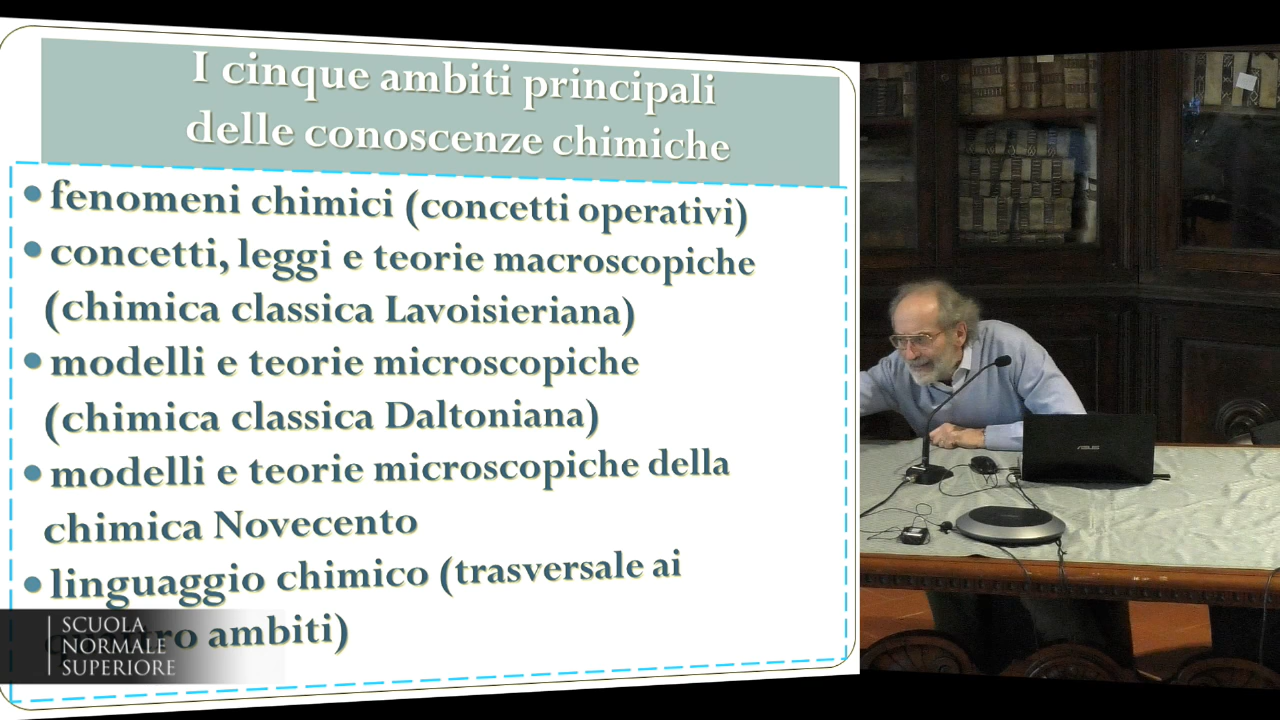 I cinque ambiti principali
delle conoscenze chimiche
• fenomeni chimici (concetti operativi)
• concetti, leggi e teorie macroscopiche
(chimica classica Lavoisieriana)
• modelli e teorie microscopiche
(chimica classica Daltoniana)
• modelli e teorie microscopiche della
chimica Novecento
• linguaggio chimico (trasversale ai
ambiti)
SCUOLA
NORMALE
SUPERIORE
ASUS